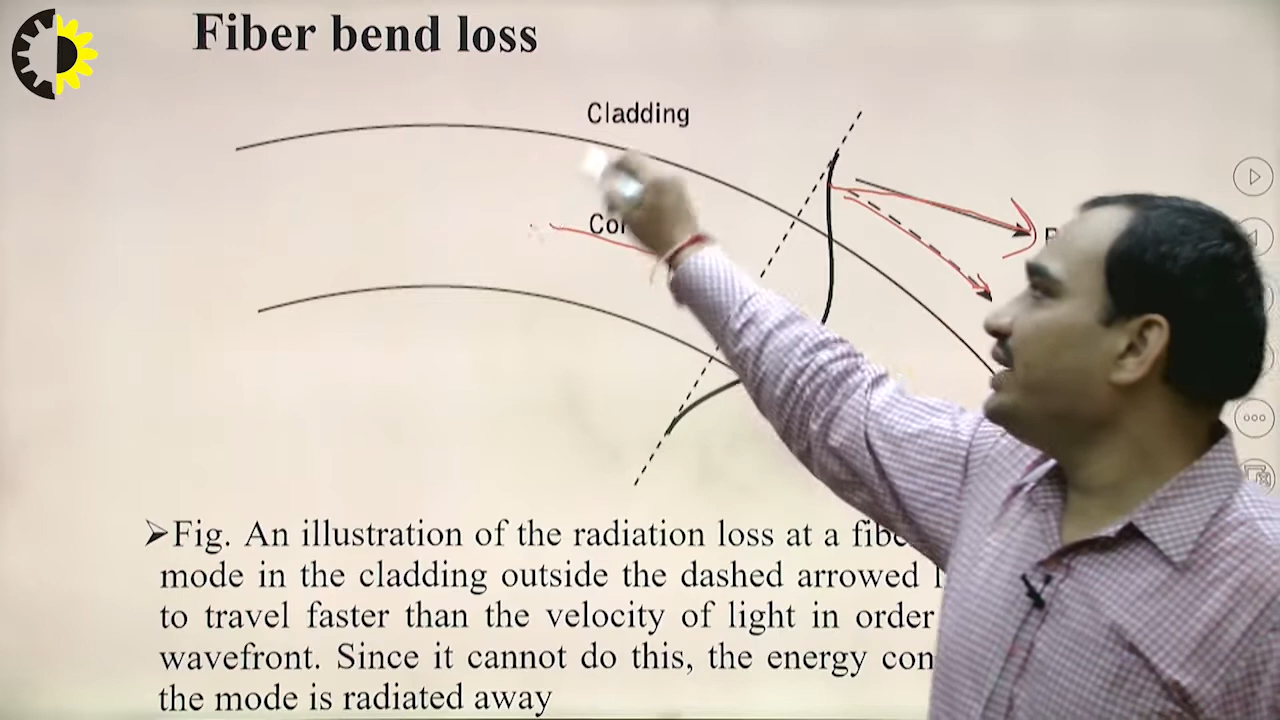 Fiber bend loss
Cladding
➢Fig. An illustration of the radiation loss at a
mode in the cladding outside the dashed arrowed
to travel faster than the velocity of light in order
wavefront. Since it cannot do this, the energy
the mode is radiated away